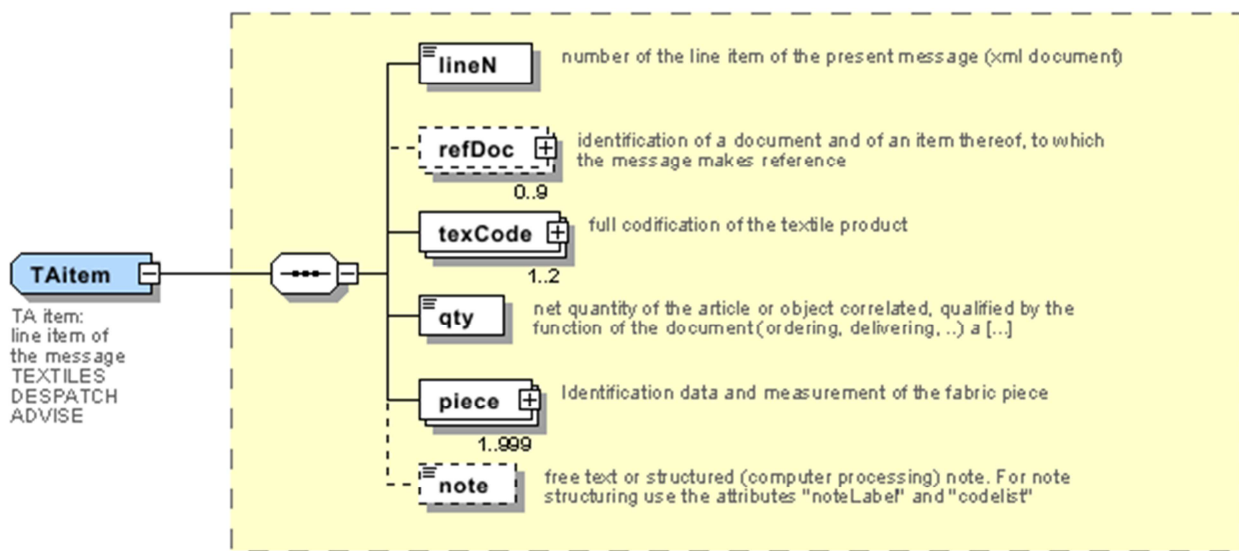 lineN
number of the line item of the present message (xml document)
refDoc
identification of a document and of an item thereof, to which
the message makes reference
0..9
texCode
full codification of the textile product
1..2
TAitem
TA item:
line item of
the message
TEXTILES
DESPATCH
ADVISE
qty
net quantity of the article or object correlated, qualified by the
function of the document (ordering, delivering, ..) a [...]
piece
Identification data and measurement of the fabric piece
1..999
note
free text or structured (computer processing) note. For note
structuring use the attributes "noteLabel" and "codelist"